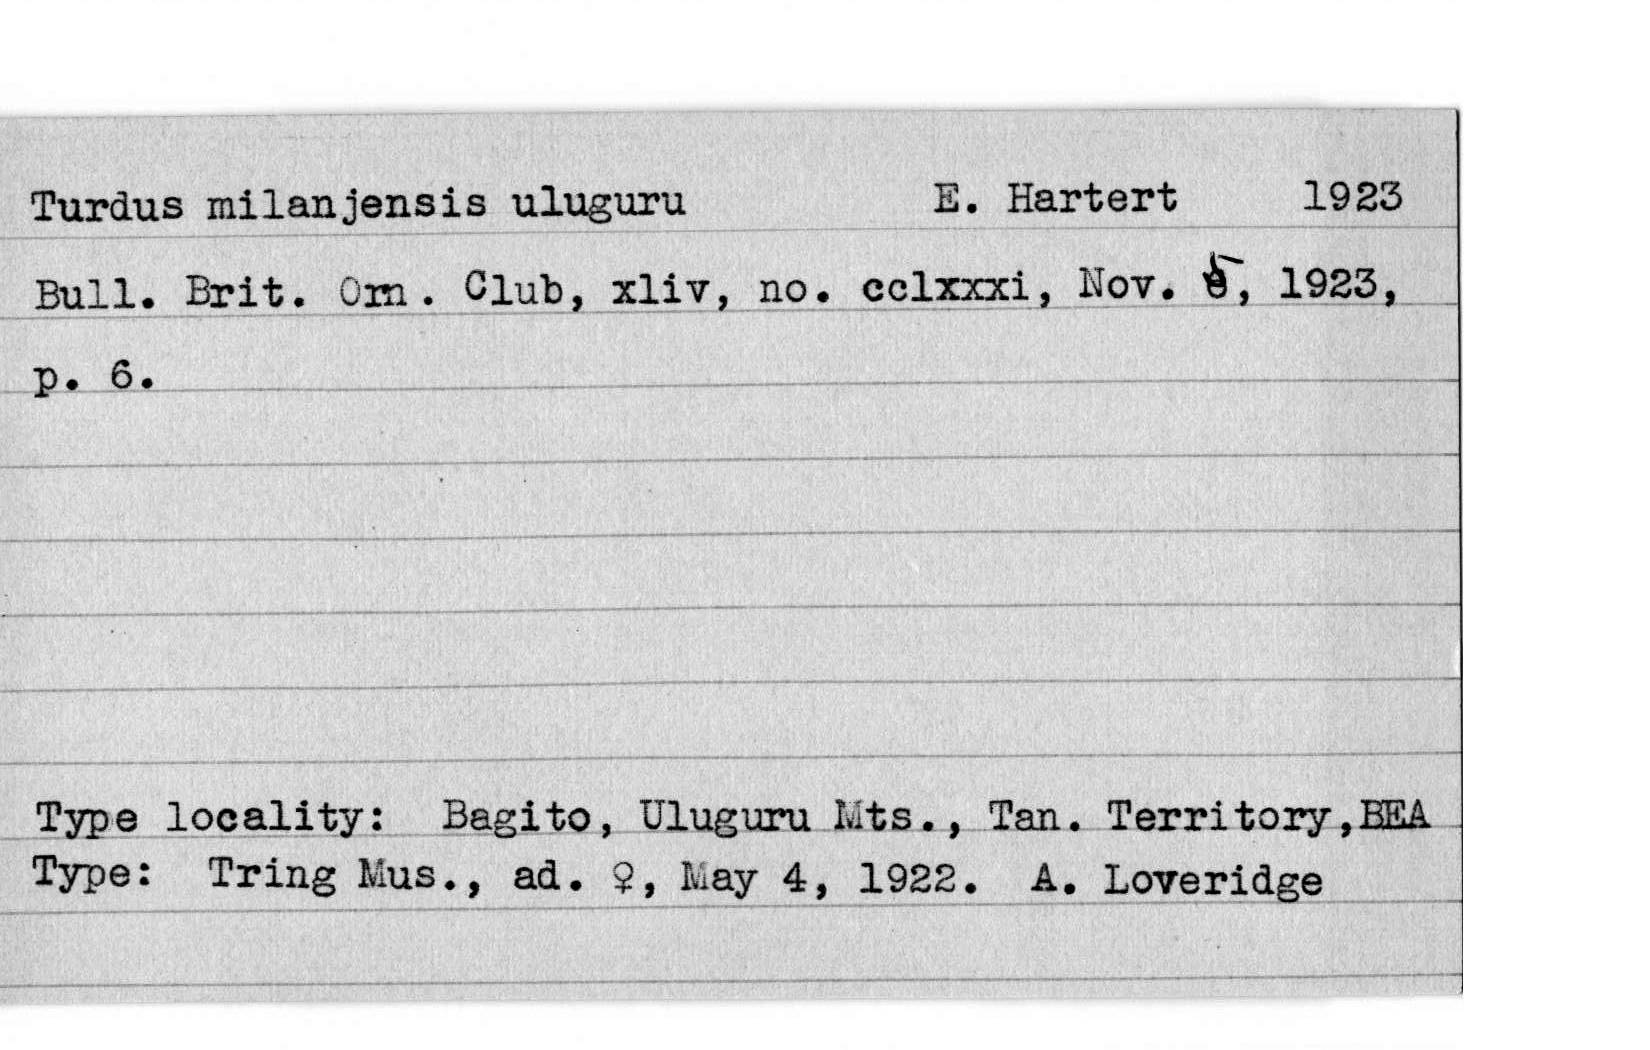 Turdus milanjensis uluguru E. Hartert 1923
Bull. Brit. Orn. Club, xliv, no. cclxxxi, Nov. 5, 1923,
p. 6.
Type locality: Bagito, Uluguru Mts., Tan. Territory,BEA
Type: Tring Mus., ad. ♀, May 4, 1922. A. Loveridge